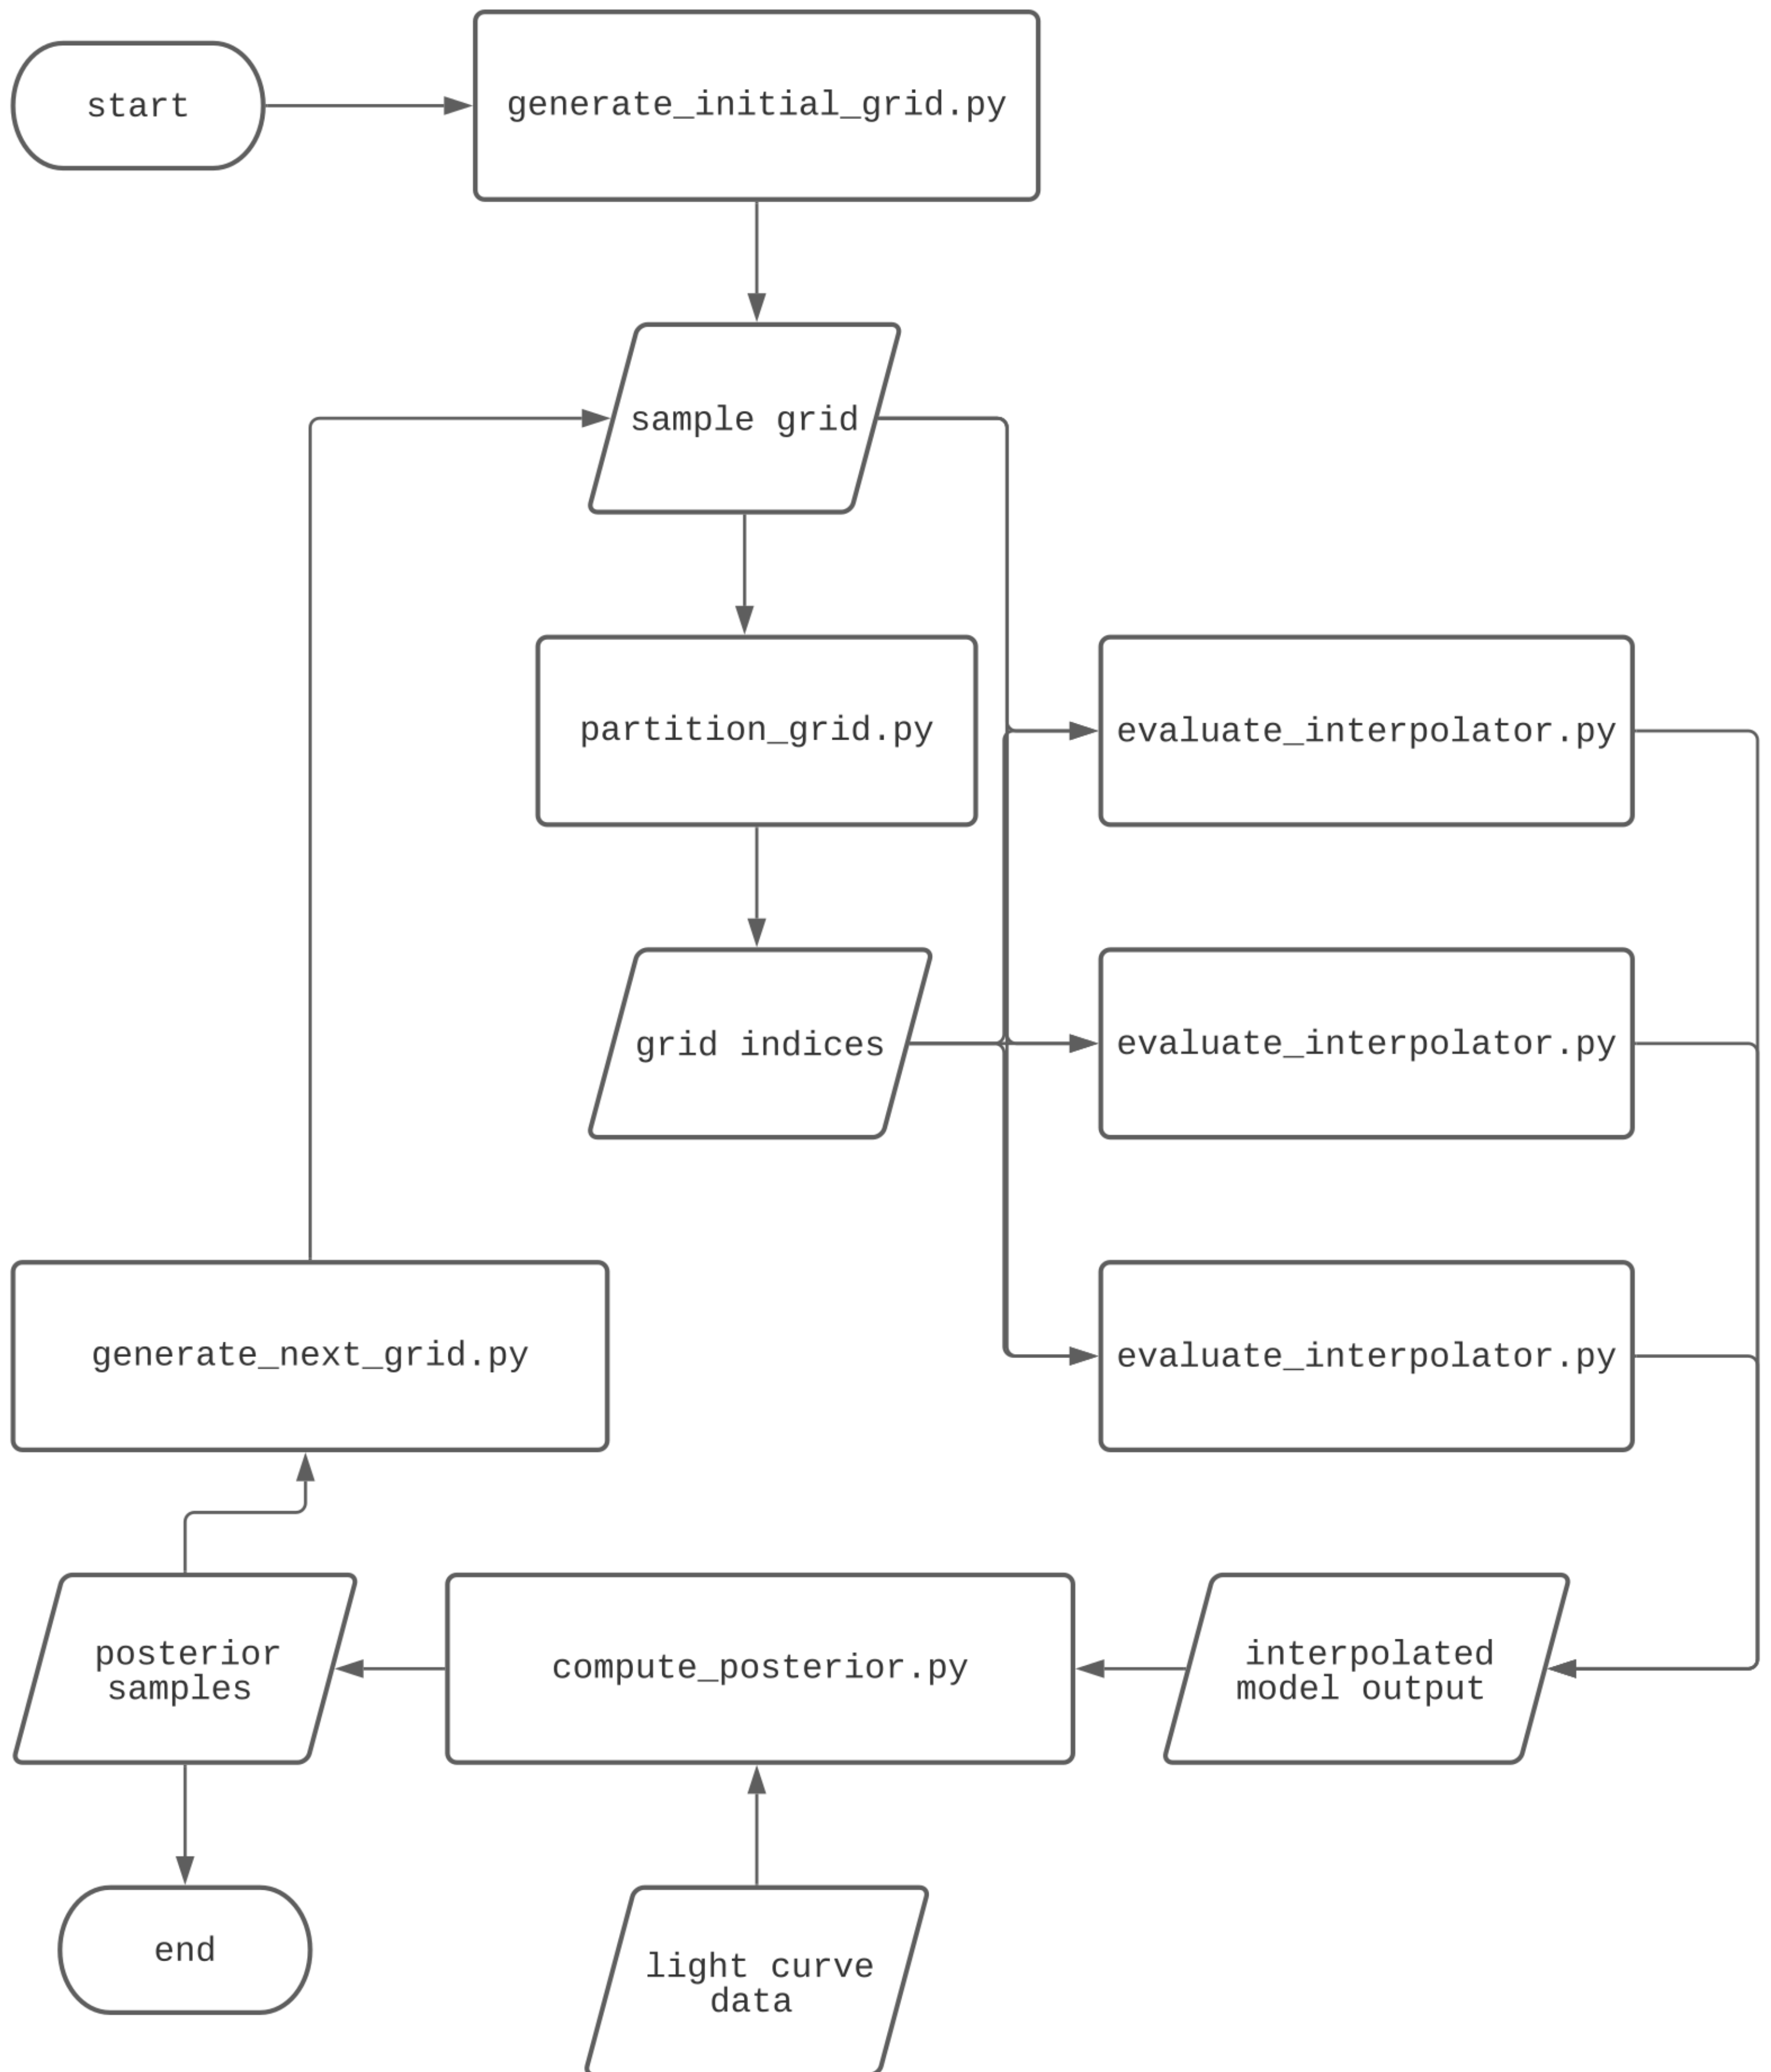 start
generate_initial_grid.py
sample grid
partition_grid.py
evaluate_interpolator.py
grid indices
evaluate_interpolator.py
generate_next_grid.py
evaluate_interpolator.py
posterior
samples
compute_posterior.py
interpolated
model output
end
light curve
data